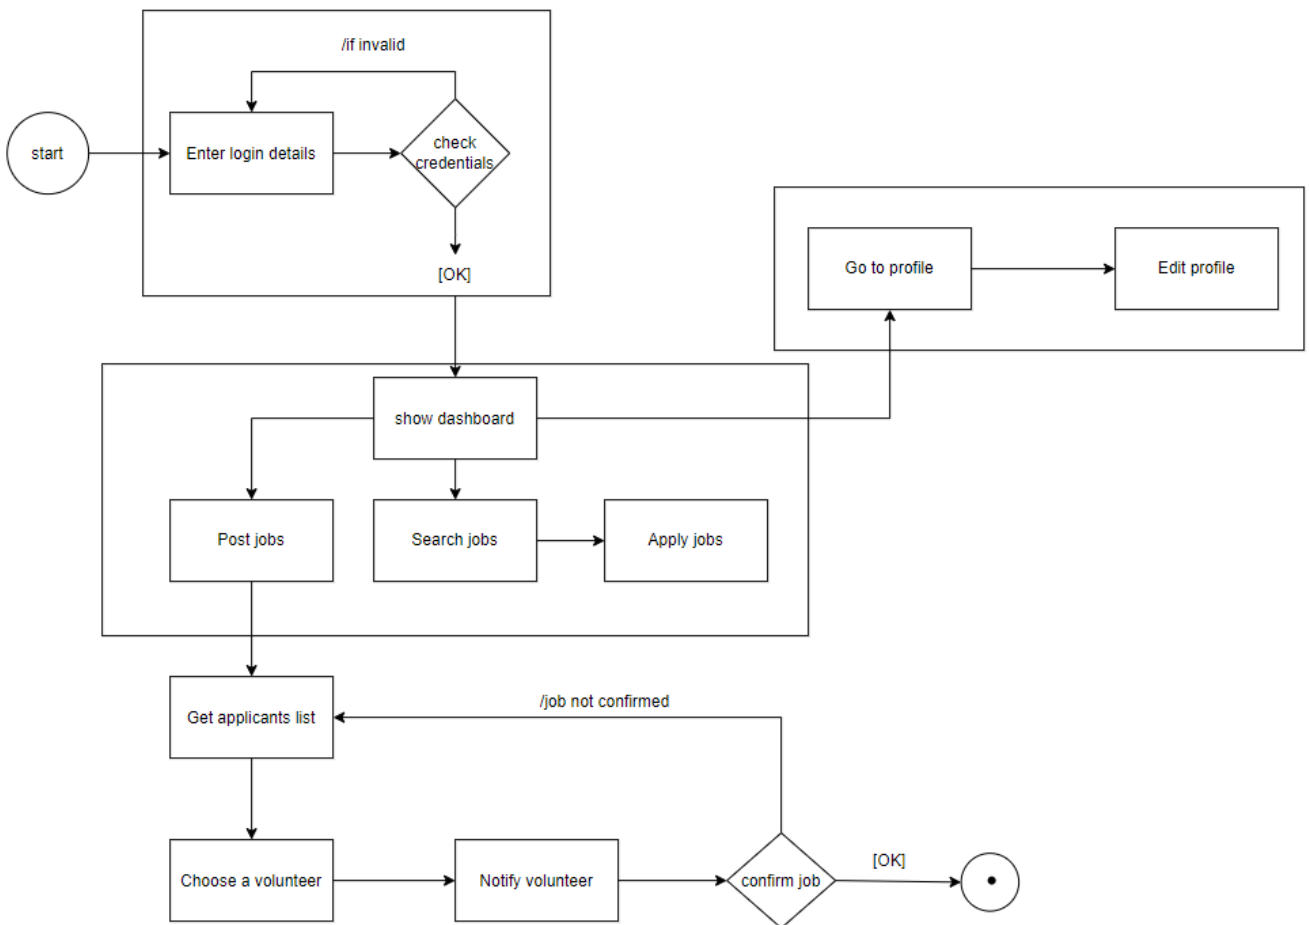 /if invalid
start
Enter login details
check
credentials
[OK]
Go to profile
Edit profile
show dashboard
Post jobs
Search jobs
Apply jobs
Get applicants list
/job not confirmed
Choose a volunteer
Notify volunteer
confirm job
[OK]